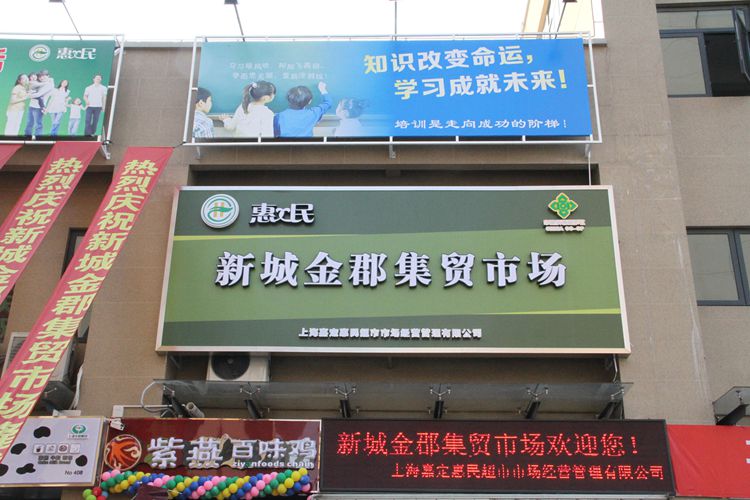 惠民
知识改变命运，
学习成就未来！
培训是走向成功的阶梯！
惠民
新城金郡集贸市场
上海嘉定惠民超市市场经营管理有限公司
热烈庆祝新城金
热烈庆祝新城金郡集贸市场隆
No 408
紫燕百味鸡
ziyanfoods chain
新城金郡集贸市场欢迎您！
上海嘉定惠民超市市场经营管理有限公司